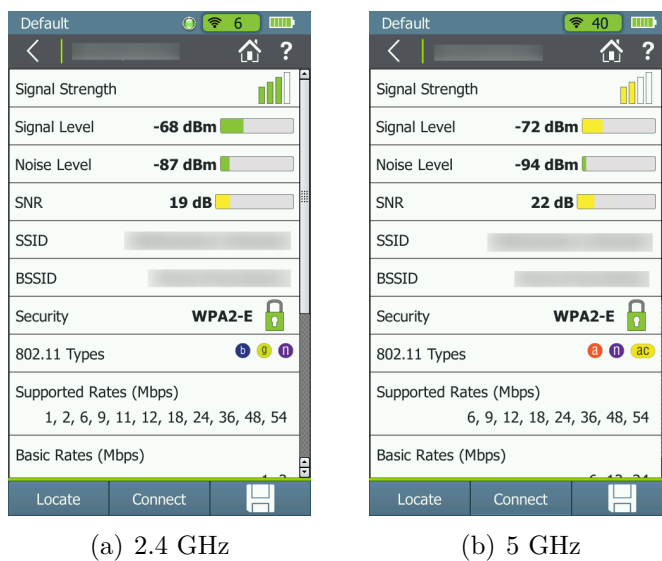 Default 6
?
Signal Strength
Signal Level -68 dBm
Noise Level -87 dBm
SNR 19 dB
SSID
BSSID
Security WPA2-E
802.11 Types b g n
Supported Rates (Mbps)
1, 2, 6, 9, 11, 12, 18, 24, 36, 48, 54
Basic Rates (Mbps)
Locate Connect
(a) 2.4 GHz
Default 40
?
Signal Strength
Signal Level -72 dBm
Noise Level -94 dBm
SNR 22 dB
SSID
BSSID
Security WPA2-E
802.11 Types a n ac
Supported Rates (Mbps)
6, 9, 12, 18, 24, 36, 48, 54
Basic Rates (Mbps)
Locate Connect
(b) 5 GHz